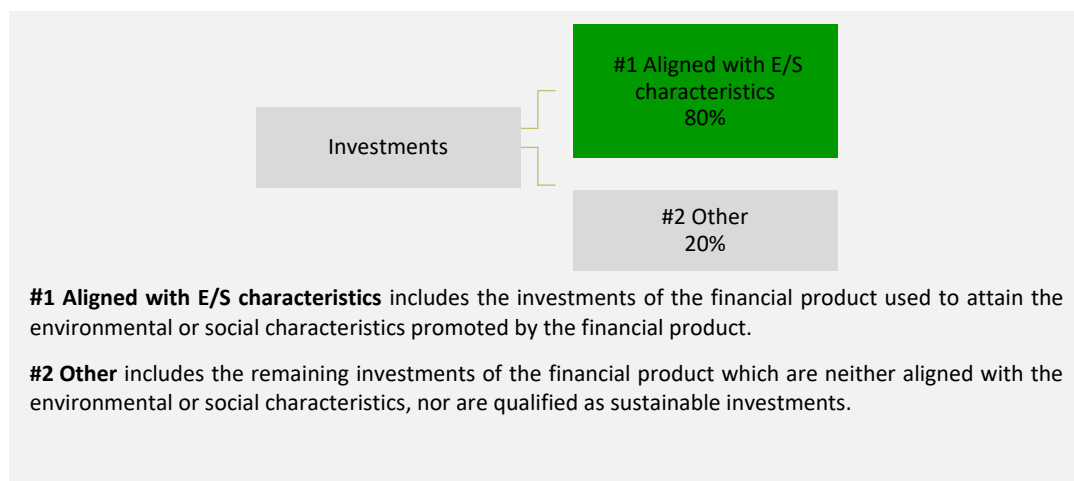 #1 Aligned with E/S
characteristics
80%
Investments
#2 Other
20%
#1 Aligned with E/S characteristics includes the investments of the financial product used to attain the
environmental or social characteristics promoted by the financial product.
#2 Other includes the remaining investments of the financial product which are neither aligned with the
environmental or social characteristics, nor are qualified as sustainable investments.